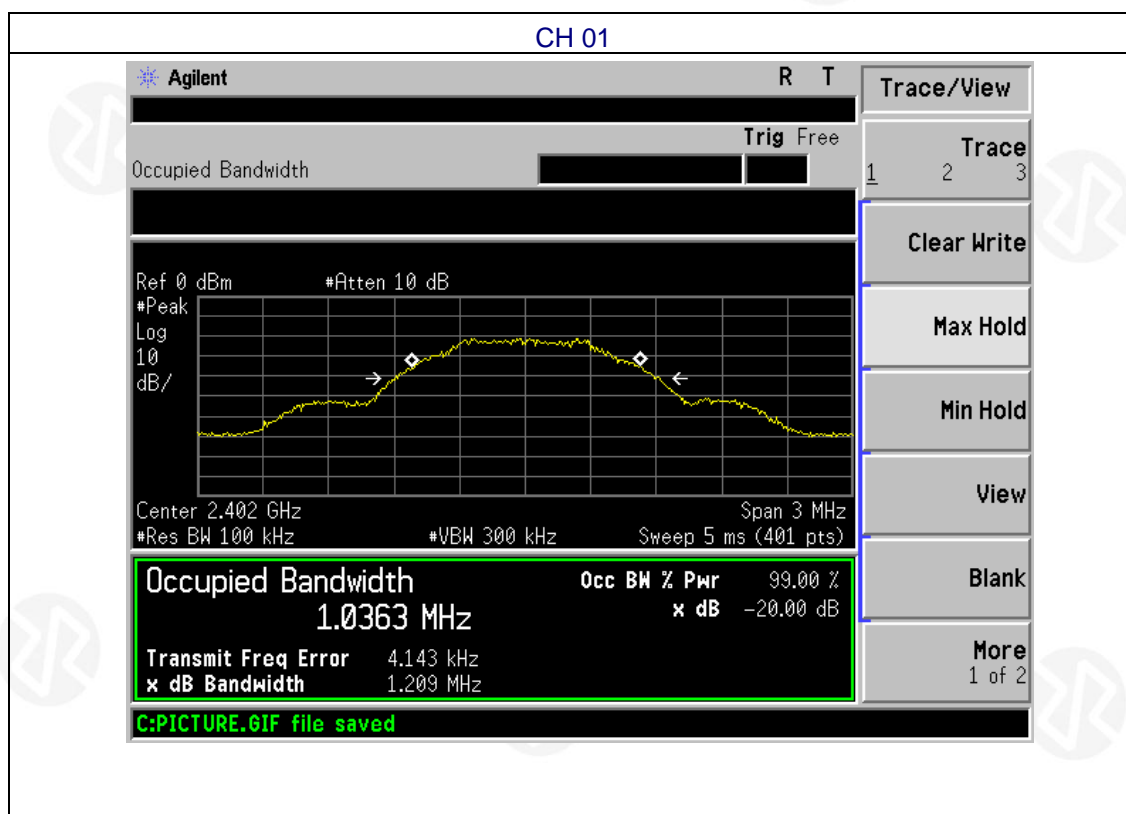 CH 01
Agilent R T
Trace/View
Trig Free
Occupied Bandwidth
Trace
1 2 3
Clear Write
Ref 0 dBm #Atten 10 dB
#Peak
Log
10
dB/
Max Hold
Min Hold
View
Center 2.402 GHz Span 3 MHz
#Res BW 100 kHz #VBW 300 kHz Sweep 5 ms (401 pts)
Occupied Bandwidth Occ BW % Pwr 99.00 %
1.0363 MHz x dB -20.00 dB
Blank
Transmit Freq Error 4.143 kHz
x dB Bandwidth 1.209 MHz
More
1 of 2
C:PICTURE.GIF file saved